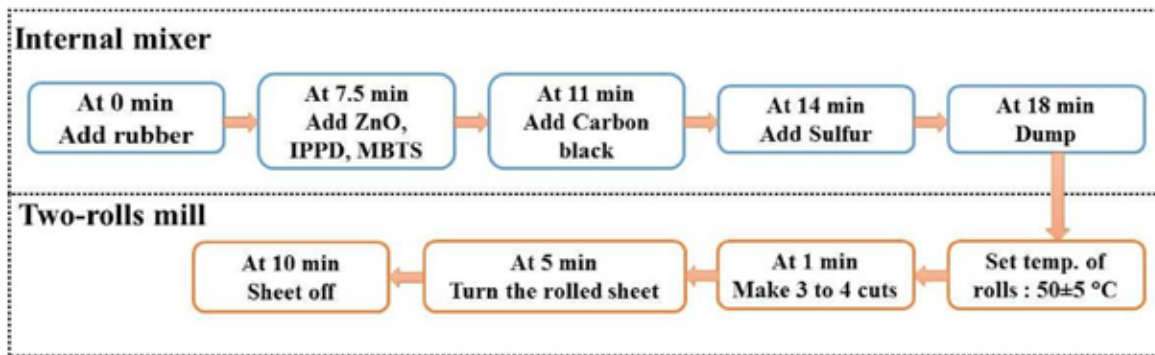 Internal mixer
At 0 min
Add rubber
At 7.5 min
Add ZnO,
IPPD, MBTS
At 11 min
Add Carbon
black
At 14 min
Add Sulfur
At 18 min
Dump
Two-rolls mill
Set temp. of
rolls : 50±5 °C
At 1 min
Make 3 to 4 cuts
At 5 min
Turn the rolled sheet
At 10 min
Sheet off